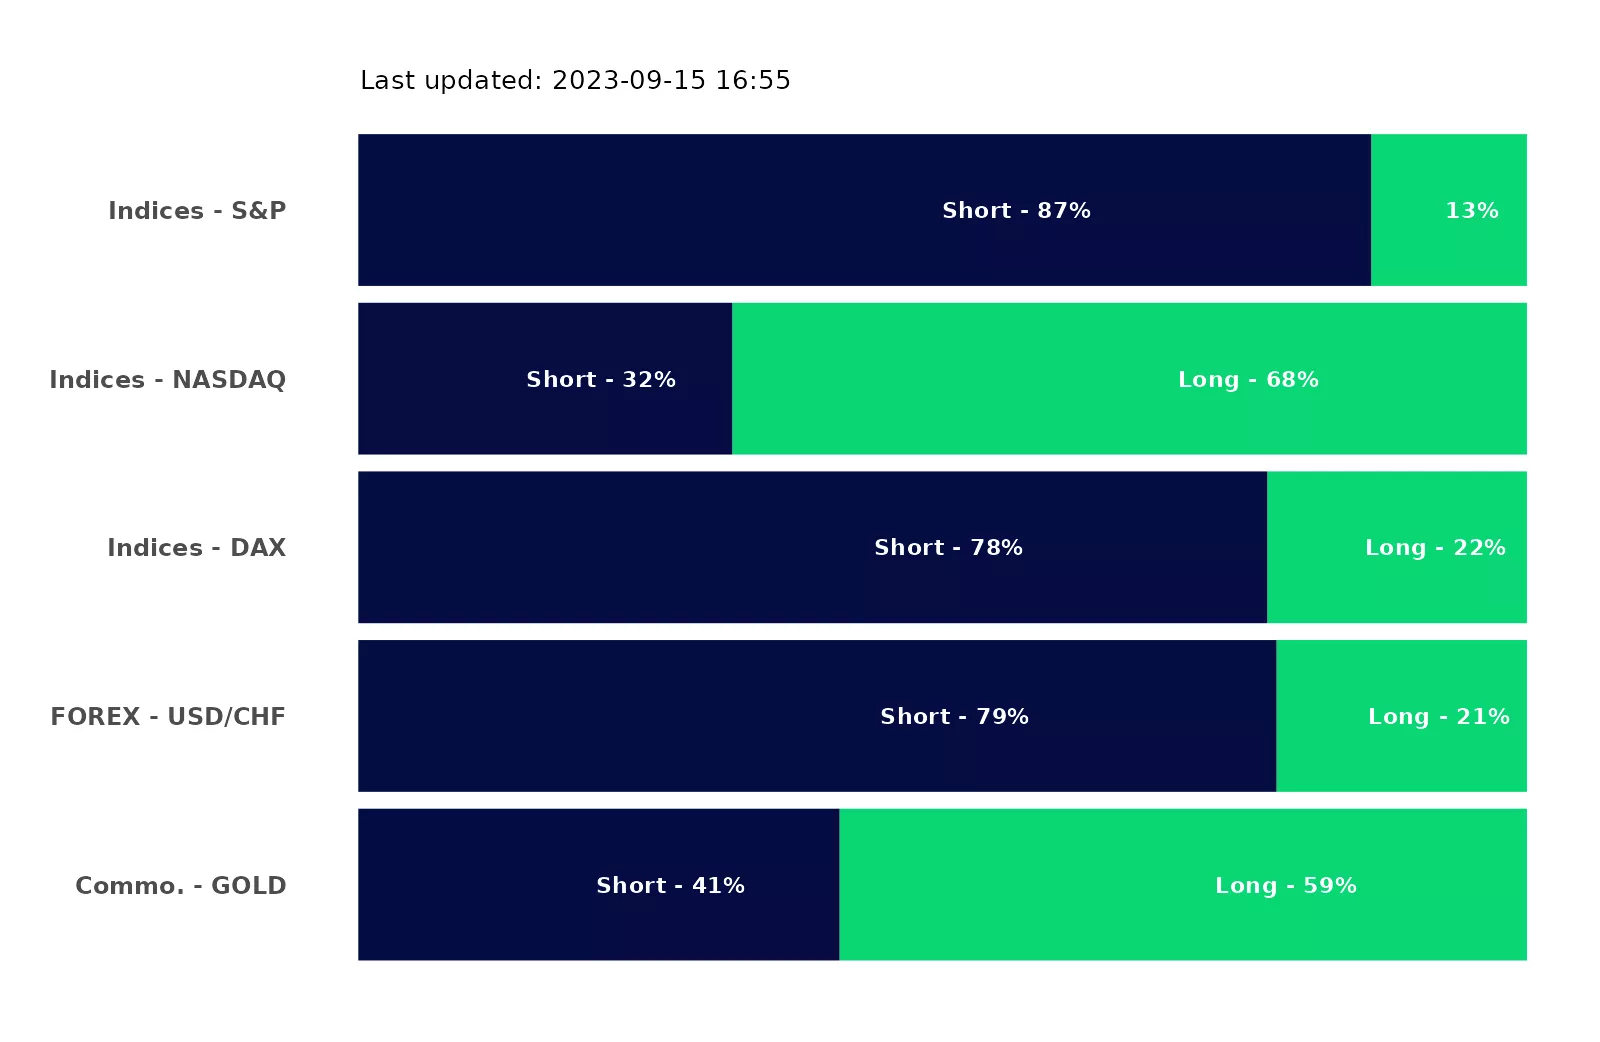 Last updated: 2023-09-15 16:55
Indices - S&P Short - 87% 13%
Indices - NASDAQ Short - 32% Long - 68%
Indices - DAX Short - 78% Long - 22%
FOREX - USD/CHF Short - 79% Long - 21%
Commo. - GOLD Short - 41% Long - 59%